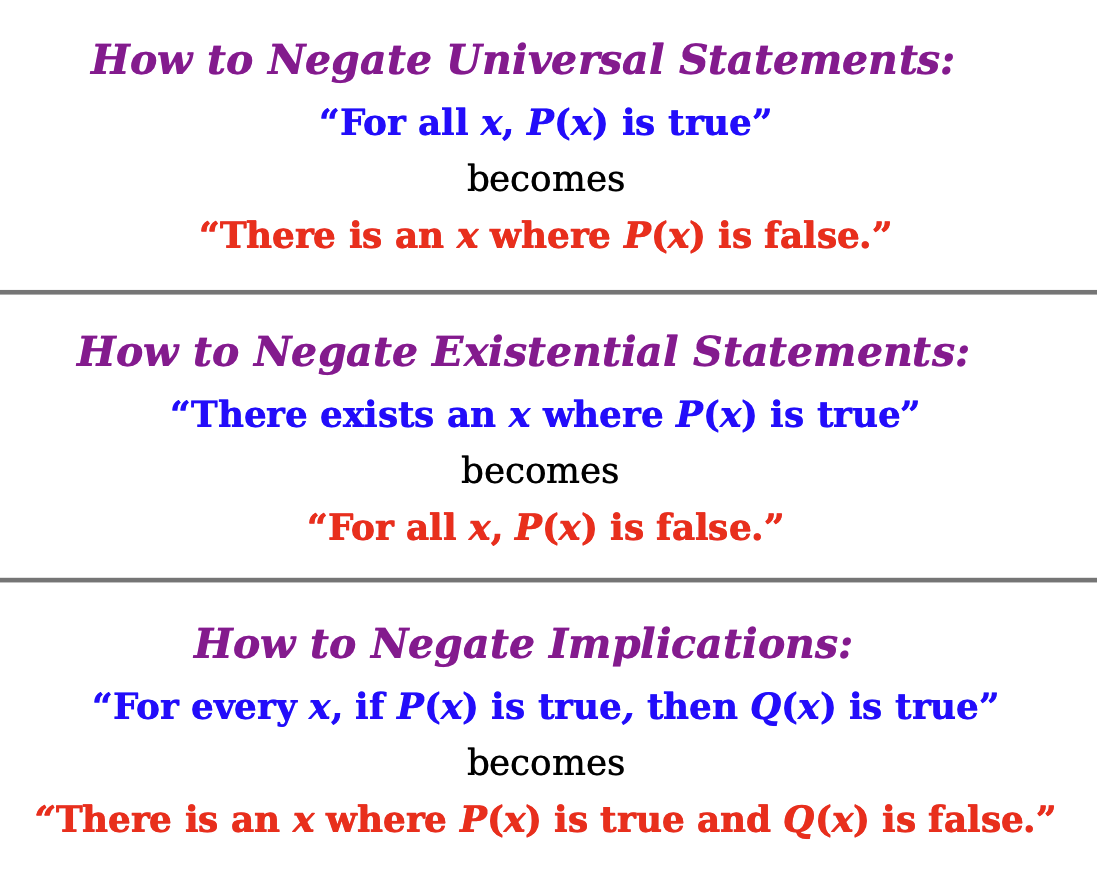 How to Negate Universal Statements:
“For all x, P(x) is true”
becomes
“There is an x where P(x) is false.”
How to Negate Existential Statements:
“There exists an x where P(x) is true”
becomes
“For all x, P(x) is false.”
How to Negate Implications:
“For every x, if P(x) is true, then Q(x) is true”
becomes
“There is an x where P(x) is true and Q(x) is false.”